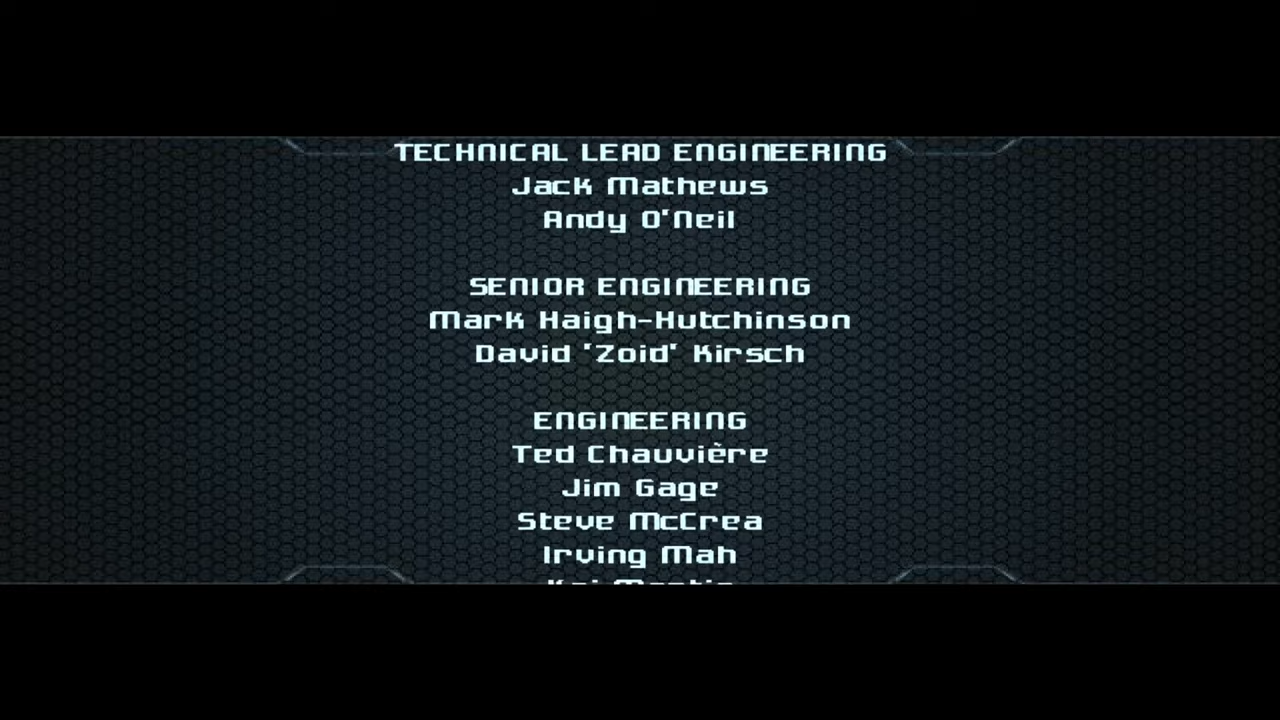 TECHNICAL LEAD ENGINEERING
Jack Mathews
Andy O'Neil
SENIOR ENGINEERING
Mark Haigh-Hutchinson
David 'Zoid' Kirsch
ENGINEERING
Ted Chauvière
Jim Gage
Steve McCrea
Irving Mah